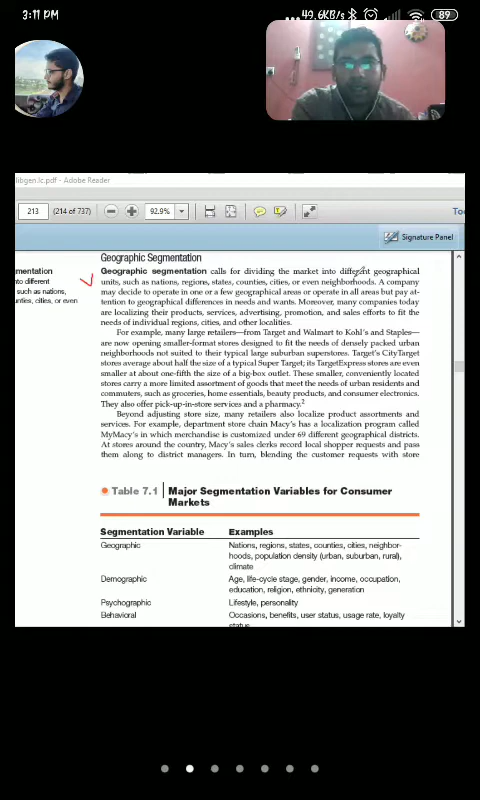 3:11 PM
...49.6KB/s
89
libgen.lc.pdf - Adobe Reader
213
(214 of 737)
92.9%
Signature Panel
Geographic Segmentation
mentation
nto different
such as nations,
unties, cities, or even
Geographic segmentation calls for dividing the market into different geographical
units, such as nations, regions, states, counties, cities, or even neighborhoods. A company
may decide to operate in one or a few geographical areas or operate in all areas but pay at-
tention to geographical differences in needs and wants. Moreover, many companies today
are localizing their products, services, advertising, promotion, and sales efforts to fit the
needs of individual regions, cities, and other localities.
For example, many large retailers—from Target and Walmart to Kohl's and Staples—
are now opening smaller-format stores designed to fit the needs of densely packed urban
neighborhoods not suited to their typical large suburban superstores. Target's CityTarget
stores average about half the size of a typical Super Target; its TargetExpress stores are even
smaller at about one-fifth the size of a big-box outlet. These smaller, conveniently located
stores carry a more limited assortment of goods that meet the needs of urban residents and
commuters, such as groceries, home essentials, beauty products, and consumer electronics.
They also offer pick-up-in-store services and a pharmacy.2
Beyond adjusting store size, many retailers also localize product assortments and
services. For example, department store chain Macy's has a localization program called
MyMacy's in which merchandise is customized under 69 different geographical districts.
At stores around the country, Macy's sales clerks record local shopper requests and pass
them along to district managers. In turn, blending the customer requests with store
Table 7.1 | Major Segmentation Variables for Consumer
Markets
Segmentation Variable Examples
Geographic Nations, regions, states, counties, cities, neighbor-
hoods, population density (urban, suburban, rural),
climate
Demographic Age, life-cycle stage, gender, income, occupation,
education, religion, ethnicity, generation
Psychographic Lifestyle, personality
Behavioral Occasions, benefits, user status, usage rate, loyalty
status